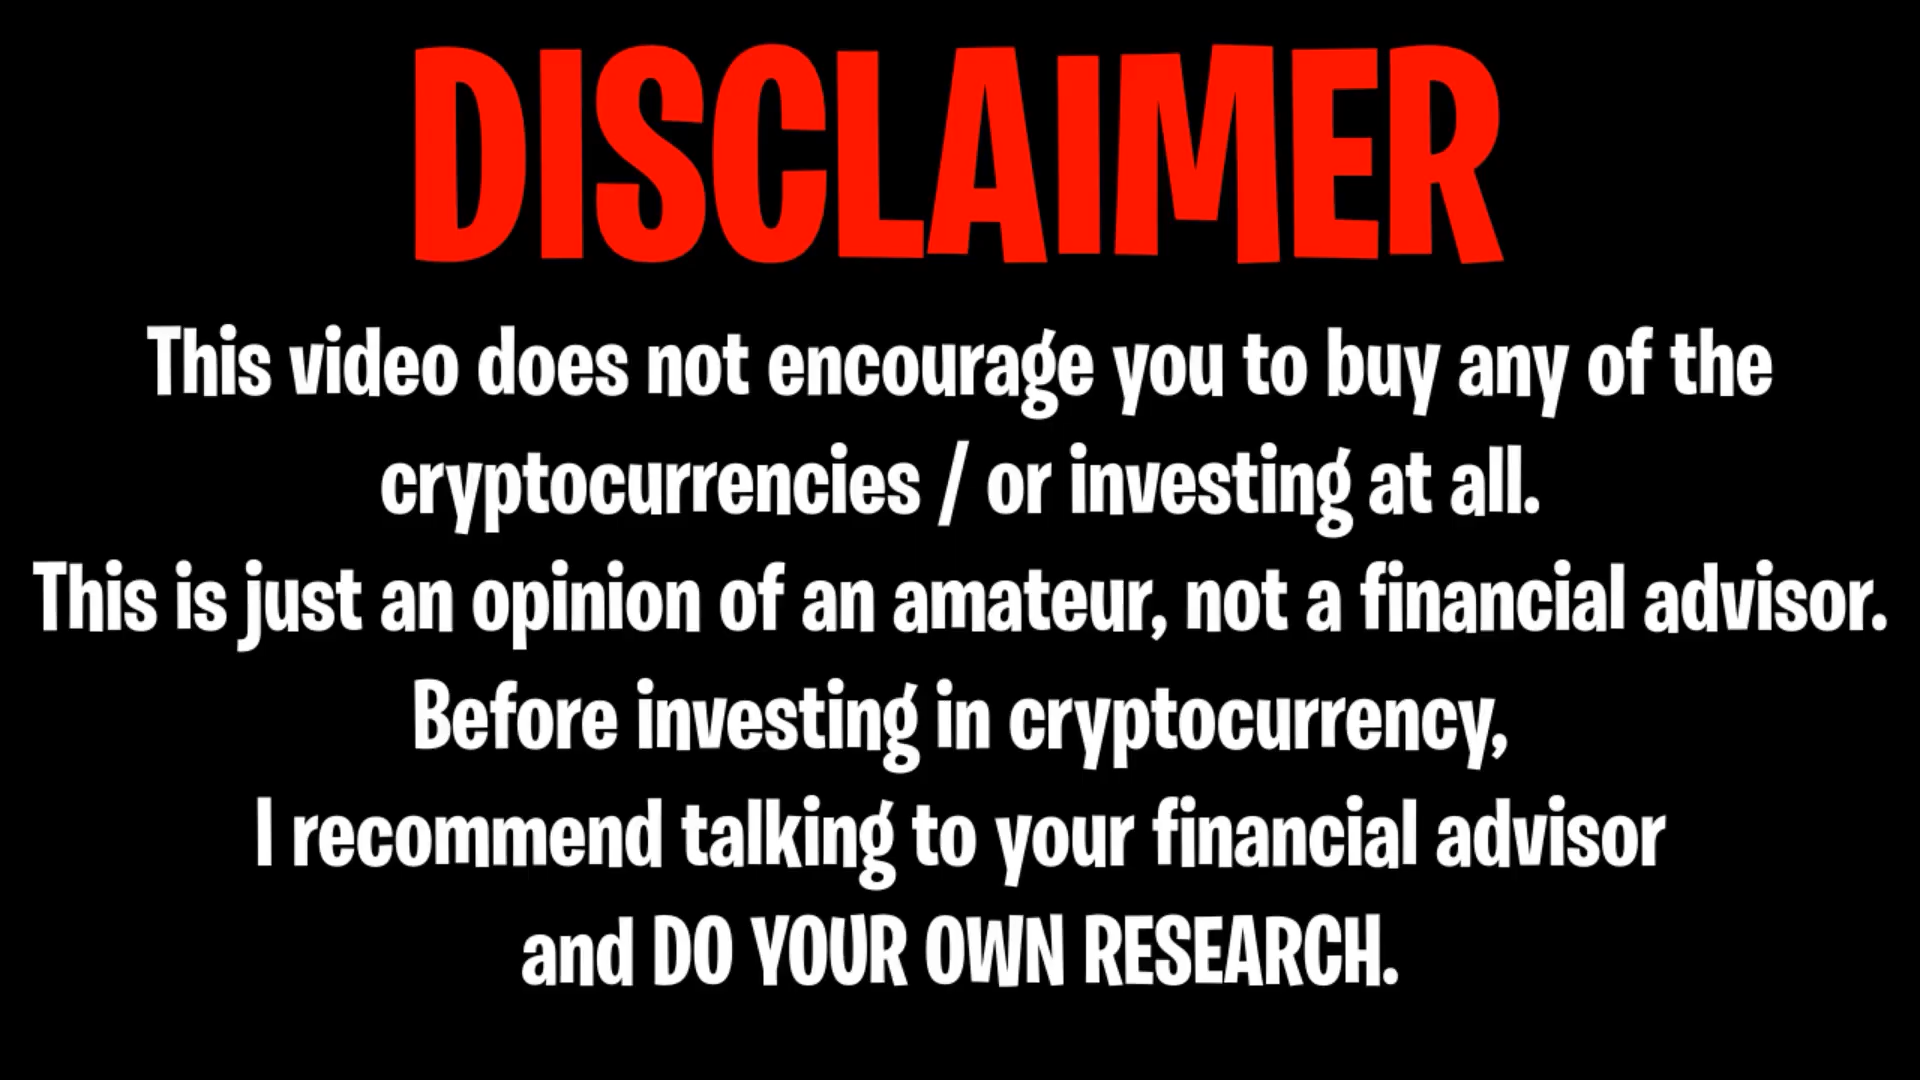 DISCLAIMER
This video does not encourage you to buy any of the
cryptocurrencies / or investing at all.
This is just an opinion of an amateur, not a financial advisor.
Before investing in cryptocurrency,
I recommend talking to your financial advisor
and DO YOUR OWN RESEARCH.